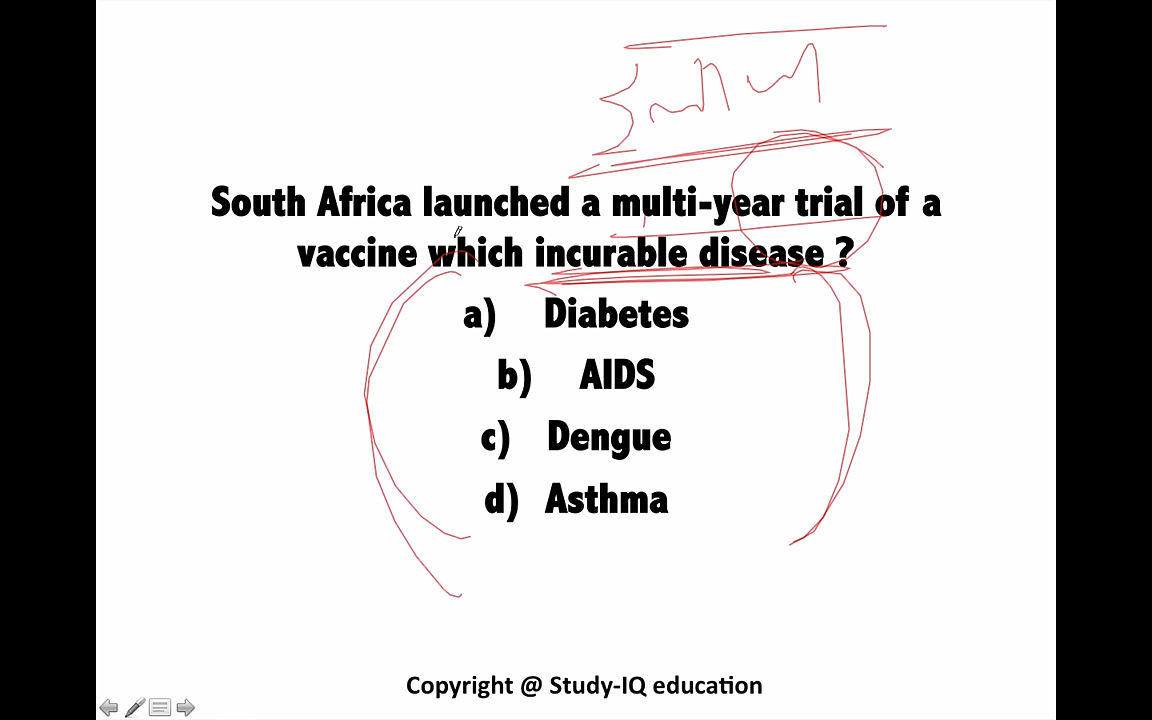 South Africa launched a multi-year trial of a
vaccine which incurable disease ?
a) Diabetes
b) AIDS
c) Dengue
d) Asthma
Copyright @ Study-IQ education